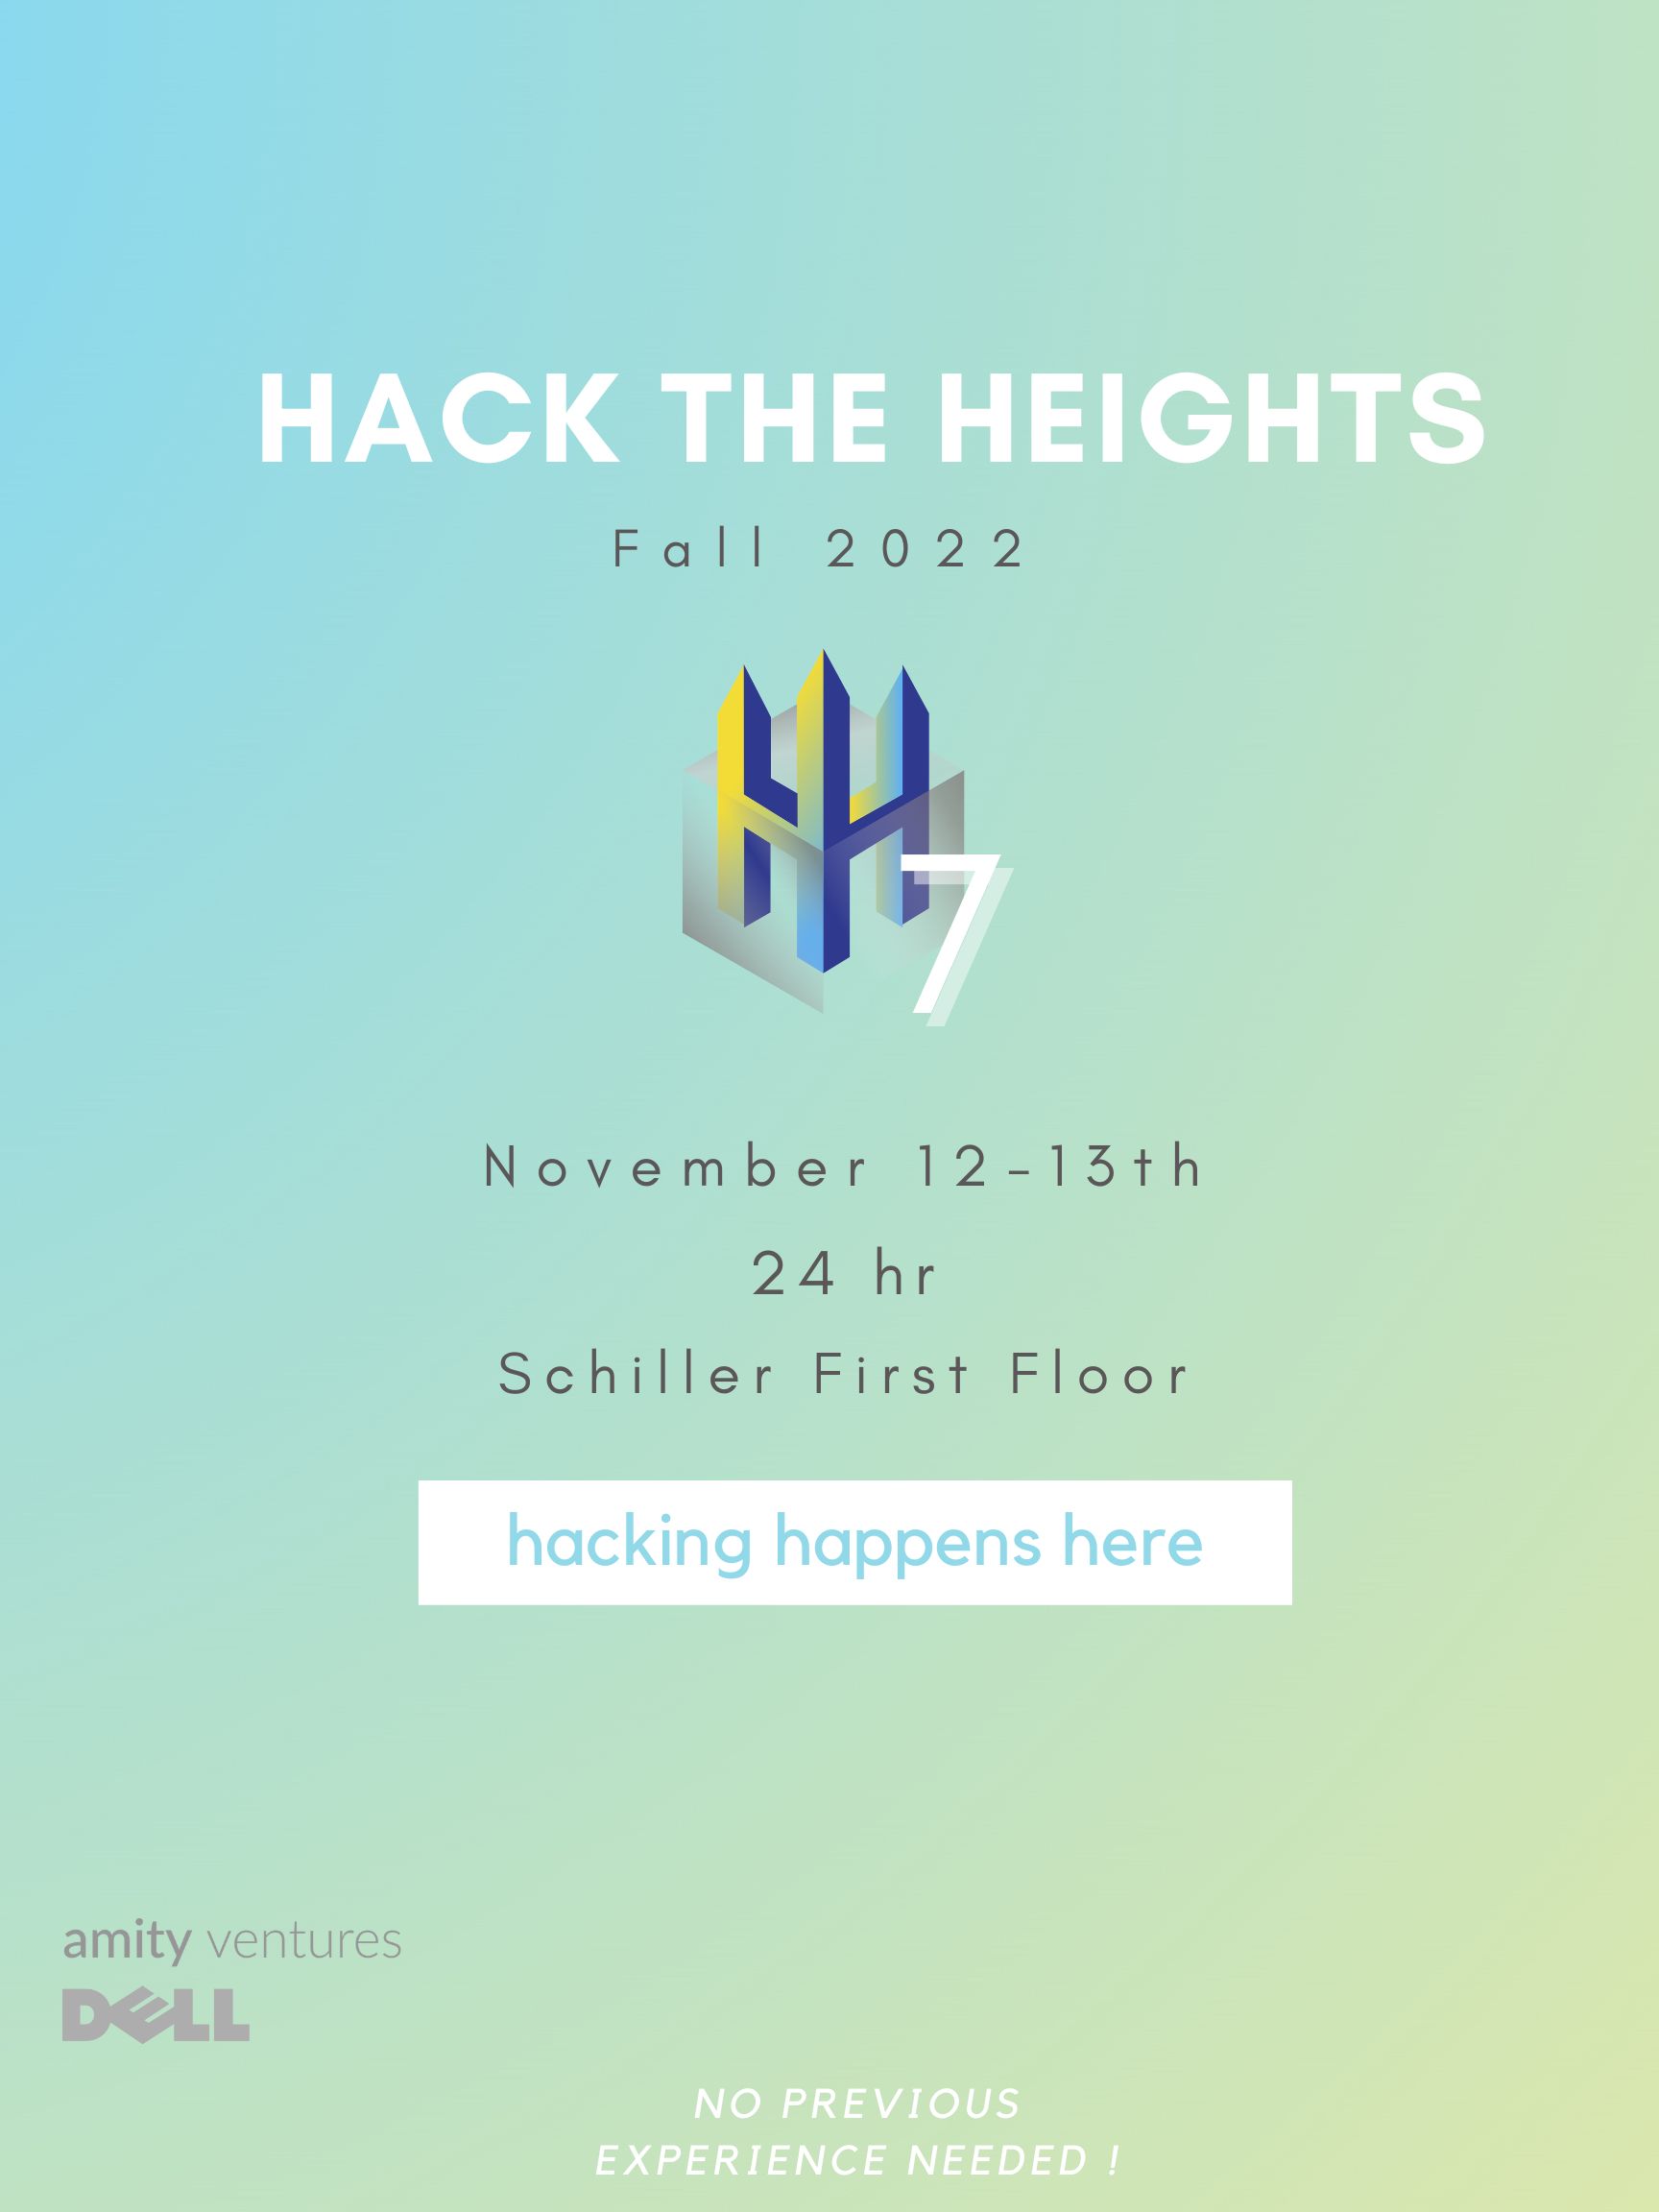 HACK THE HEIGHTS
Fall 2022
7
November 12-13th
24 hr
Schiller First Floor
hacking happens here
amity ventures
DELL
NO PREVIOUS
EXPERIENCE NEEDED !